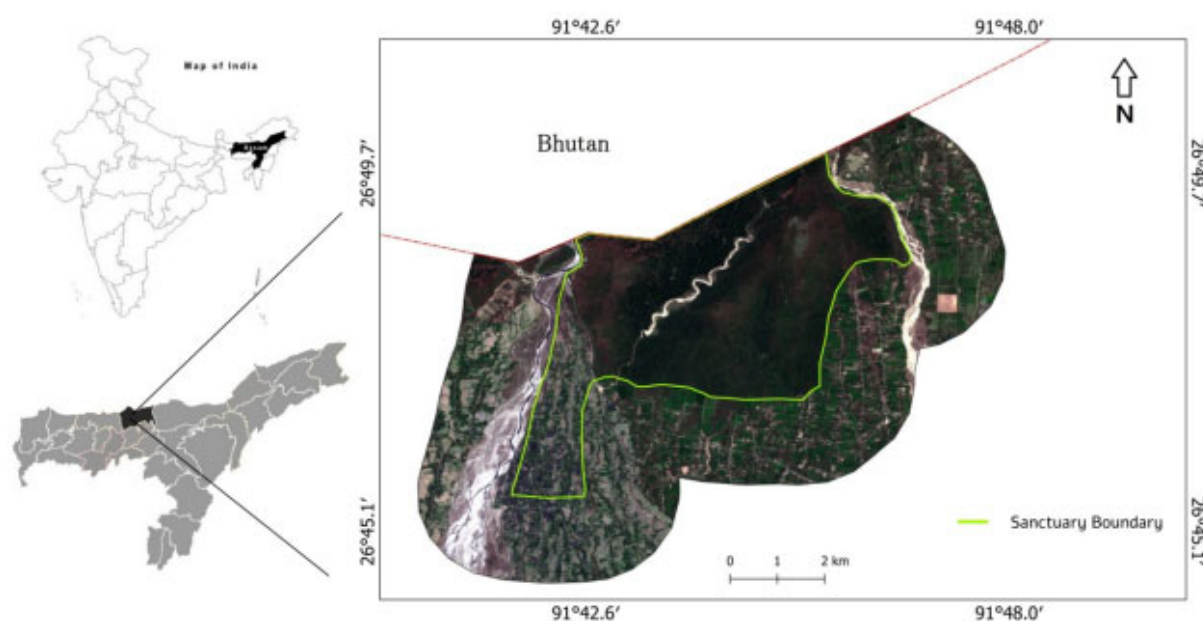 Map of India
Assam
91°42.6′
91°48.0′
26°49.7′
26°49.7′
Bhutan
N
Sanctuary Boundary
26°45.1′
26°45.1′
0 1 2 km
91°42.6′
91°48.0′